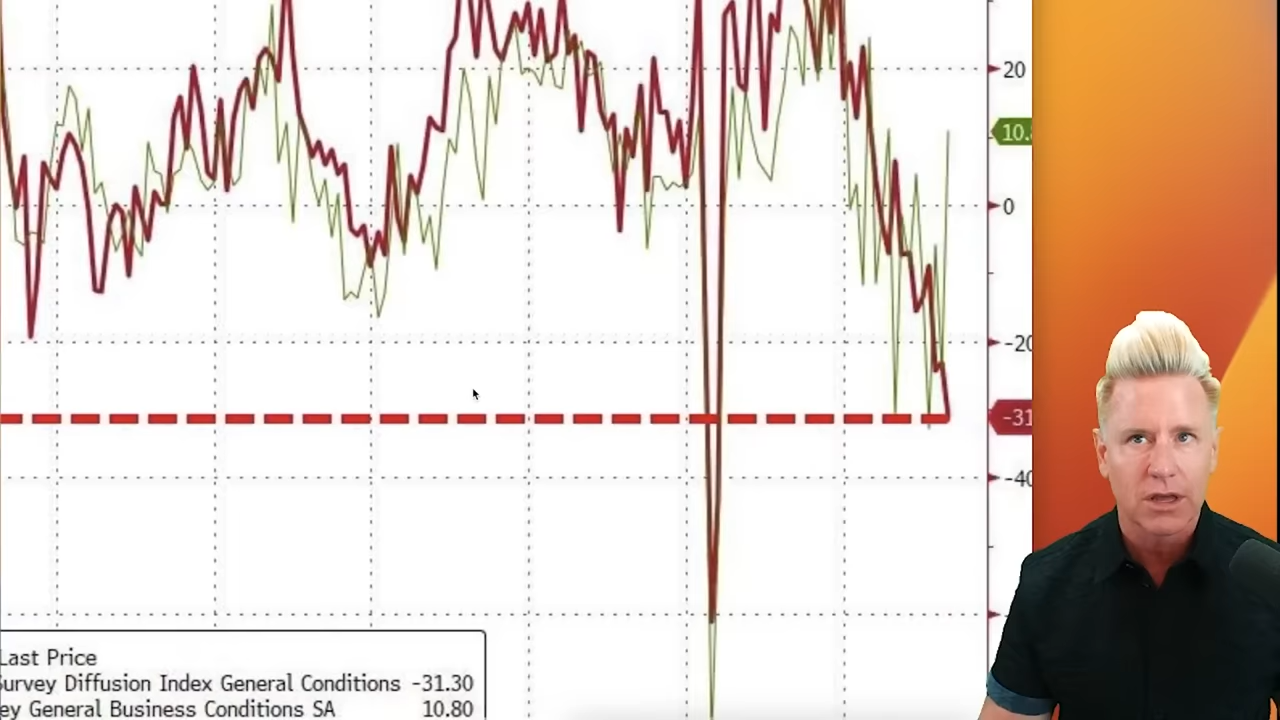 20
10.
0
-20
-31
-40
Last Price
Survey Diffusion Index General Conditions -31.30
ey General Business Conditions SA 10.80